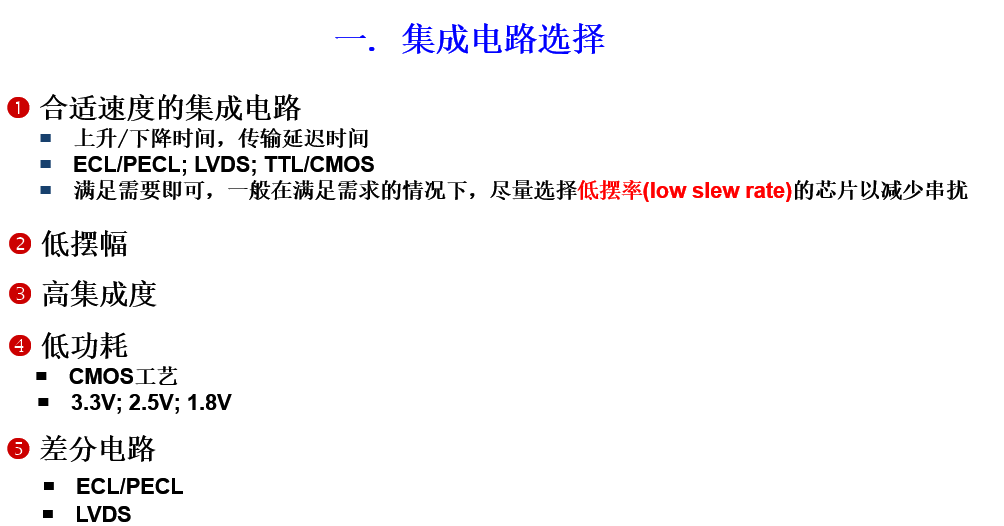 一. 集成电路选择
❶ 合适速度的集成电路
▪ 上升/下降时间，传输延迟时间
▪ ECL/PECL; LVDS; TTL/CMOS
▪ 满足需要即可，一般在满足需求的情况下，尽量选择低摆率(low slew rate)的芯片以减少串扰
❷ 低摆幅
❸ 高集成度
❹ 低功耗
▪ CMOS工艺
▪ 3.3V; 2.5V; 1.8V
❺ 差分电路
▪ ECL/PECL
▪ LVDS